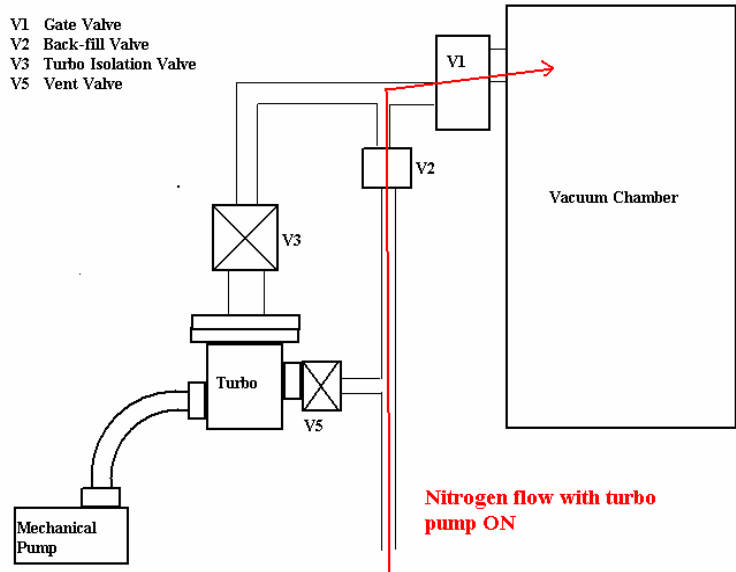 V1 Gate Valve
V2 Back-fill Valve
V3 Turbo Isolation Valve
V5 Vent Valve
V1
V2
Vacuum Chamber
V3
Turbo
V5
Nitrogen flow with turbo
pump ON
Mechanical
Pump